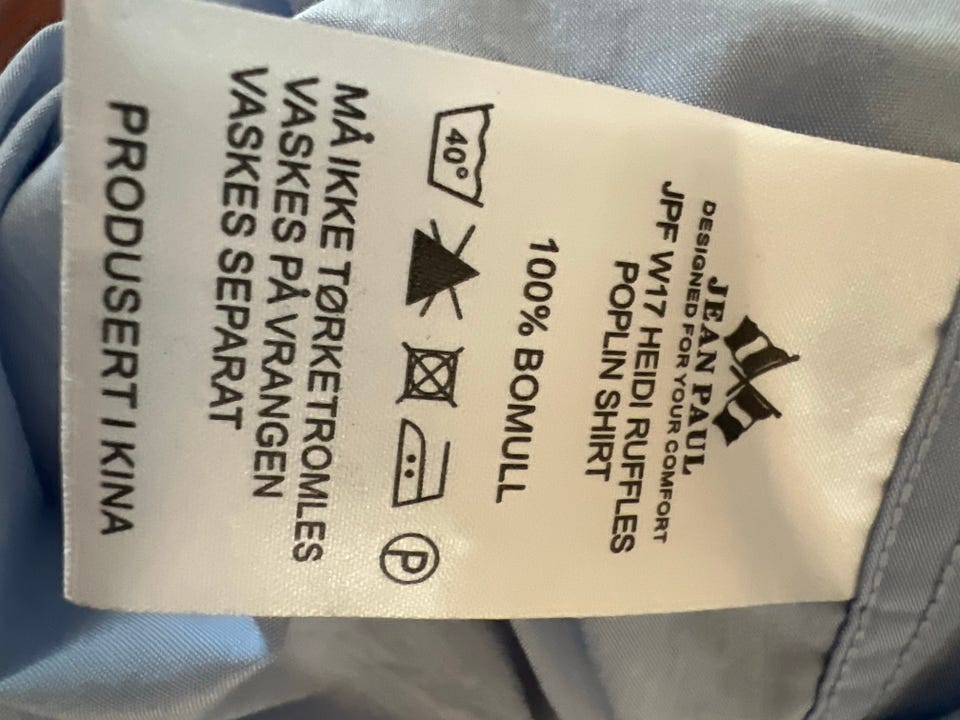 JEAN PAUL
DESIGNED FOR YOUR COMFORT
JPF W17 HEIDI RUFFLES
POPLIN SHIRT
100% BOMULL
40°
P
MÅ IKKE TØRKETROMLES
VASKES PÅ VRANGEN
VASKES SEPARAT
PRODUSERT I KINA